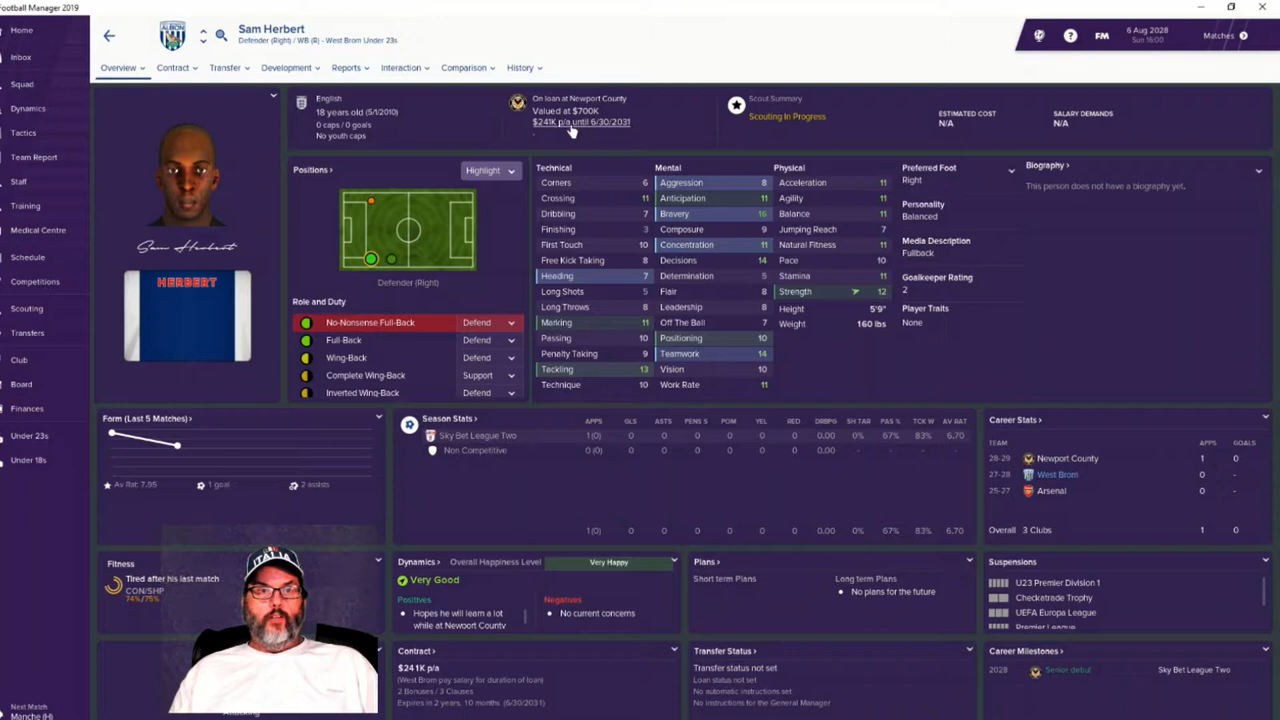 Football Manager 2019
Home
Inbox
Squad
Dynamics
Tactics
Team Report
Staff
Training
Medical Centre
Schedule
Competitions
Scouting
Transfers
Club
Board
Finances
Under 23s
Under 18s
Next Match
Manche (H)
ALBION
Sam Herbert
Defender (Right) / WB (R) - West Brom Under 23s
FM
6 Aug 2028
Sun 16:00
Matches
Overview
Contract
Transfer
Development
Reports
Interaction
Comparison
History
English
18 years old (5/1/2010)
0 caps / 0 goals
No youth caps
On loan at Newport County
Valued at $700K
$241K p/a until 6/30/2031
-
Scout Summary
Scouting In Progress
ESTIMATED COST
N/A
SALARY DEMANDS
N/A
Sam Herbert
HERBERT
Positions >
Highlight
Defender (Right)
Role and Duty
No-Nonsense Full-Back Defend
Full-Back Defend
Wing-Back Defend
Complete Wing-Back Support
Inverted Wing-Back Defend
Technical
Corners 6
Crossing 11
Dribbling 7
Finishing 3
First Touch 10
Free Kick Taking 8
Heading 7
Long Shots 5
Long Throws 8
Marking 11
Passing 10
Penalty Taking 9
Tackling 13
Technique 10
Mental
Aggression 8
Anticipation 11
Bravery 16
Composure 9
Concentration 11
Decisions 14
Determination 5
Flair 8
Leadership 8
Off The Ball 7
Positioning 10
Teamwork 14
Vision 10
Work Rate 11
Physical
Acceleration 11
Agility 11
Balance 11
Jumping Reach 7
Natural Fitness 11
Pace 10
Stamina 11
Strength 12
Height 5'9"
Weight 160 lbs
Preferred Foot
Right
Personality
Balanced
Media Description
Fullback
Goalkeeper Rating
2
Player Traits
None
Biography >
This person does not have a biography yet.
Form (Last 5 Matches) >
Av Rat: 7.95 1 goal 2 assists
Season Stats > APPS GLS ASTS PENS S POM YEL RED DRBPG SH TAR PAS % TCK W AV RAT
Sky Bet League Two 1 (0) 0 0 0 0 0 0 0.00 0% 67% 83% 6.70
Non Competitive 0 (0) 0 0 0 0 0 0 0.00 - - - -
1 (0) 0 0 0 0 0 0 0.00 0% 67% 83% 6.70
Career Stats >
TEAM APPS GOALS
28-29 Newport County 1 0
27-28 West Brom 0 -
25-27 Arsenal 0 -
Overall 3 Clubs 1 0
Fitness
Tired after his last match
CON/SHP
74%/75%
ITALIA
Dynamics > Overall Happiness Level Very Happy
Very Good
Positives
• Hopes he will learn a lot
while at Newport County
Negatives
• No current concerns
Plans >
Short term Plans
Long term Plans
• No plans for the future
Suspensions
U23 Premier Division 1
Checkatrade Trophy
UEFA Europa League
Premier League
Contract >
$241K p/a
(West Brom pay salary for duration of loan)
2 Bonuses / 3 Clauses
Expires in 2 years, 10 months (6/30/2031)
Transfer Status >
Transfer status not set
Loan status not set
No automatic instructions set
No instructions for the General Manager
Career Milestones >
2028 Senior debut Sky Bet League Two
Attacking